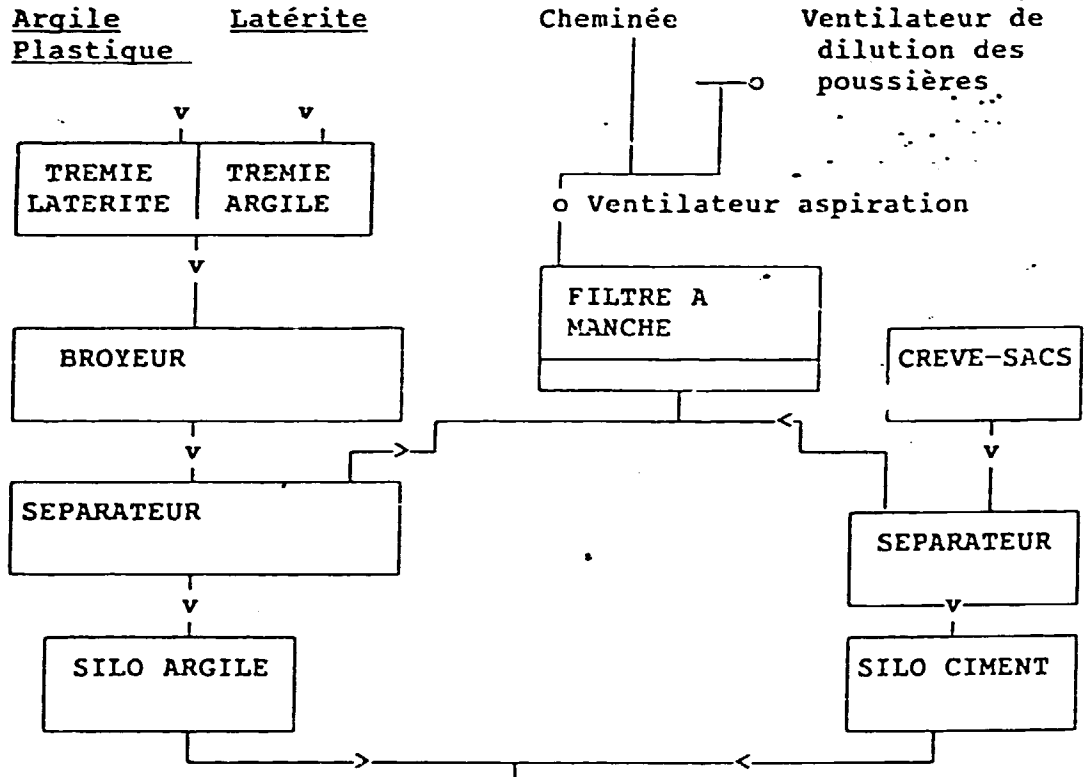 Argile Latérite
Plastique
Cheminée
Ventilateur de
dilution des
poussières
TREMIE
LATERITE
TREMIE
ARGILE
Ventilateur aspiration
FILTRE A
MANCHE
BROYEUR
CREVE-SACS
SEPARATEUR
SEPARATEUR
SILO ARGILE
SILO CIMENT